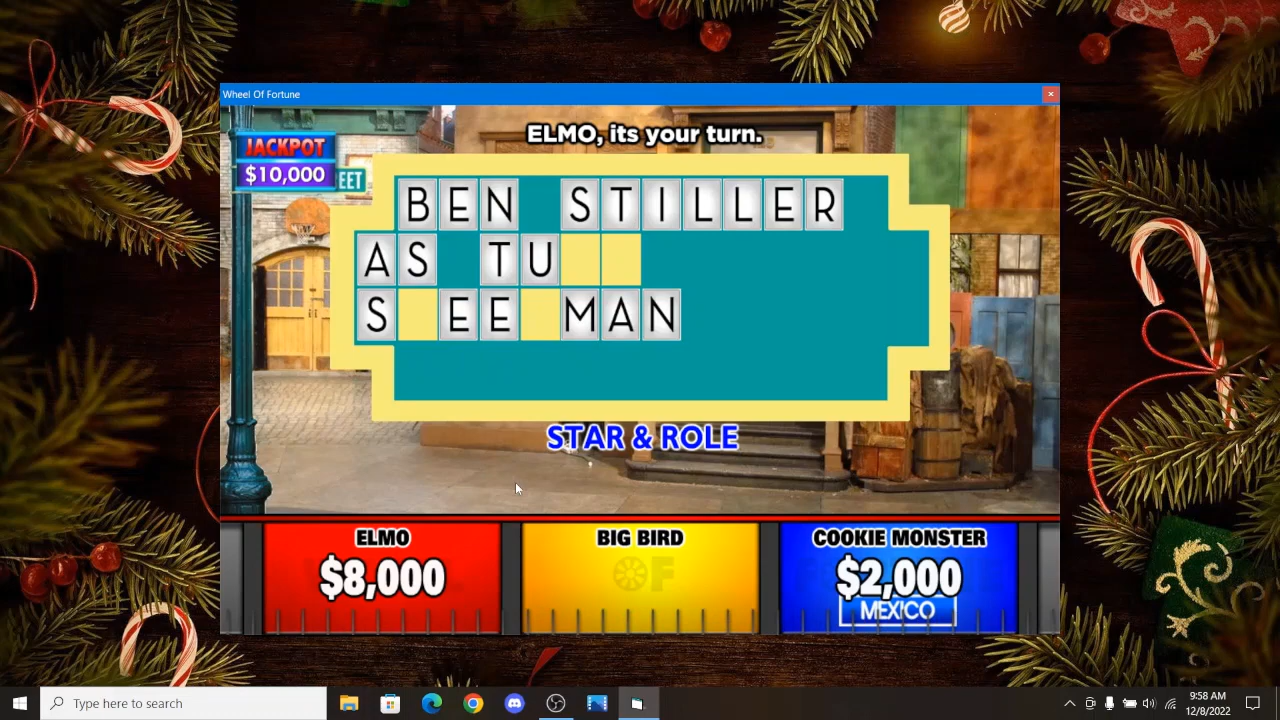 Wheel Of Fortune
ELMO, its your turn.
JACKPOT
$10,000
EET
BEN STILLER
AS TU
S EE MAN
STAR & ROLE
ELMO
BIG BIRD
COOKIE MONSTER
$8,000
OF
$2,000
MEXICO
Type here to search
9:58 AM
12/8/2022